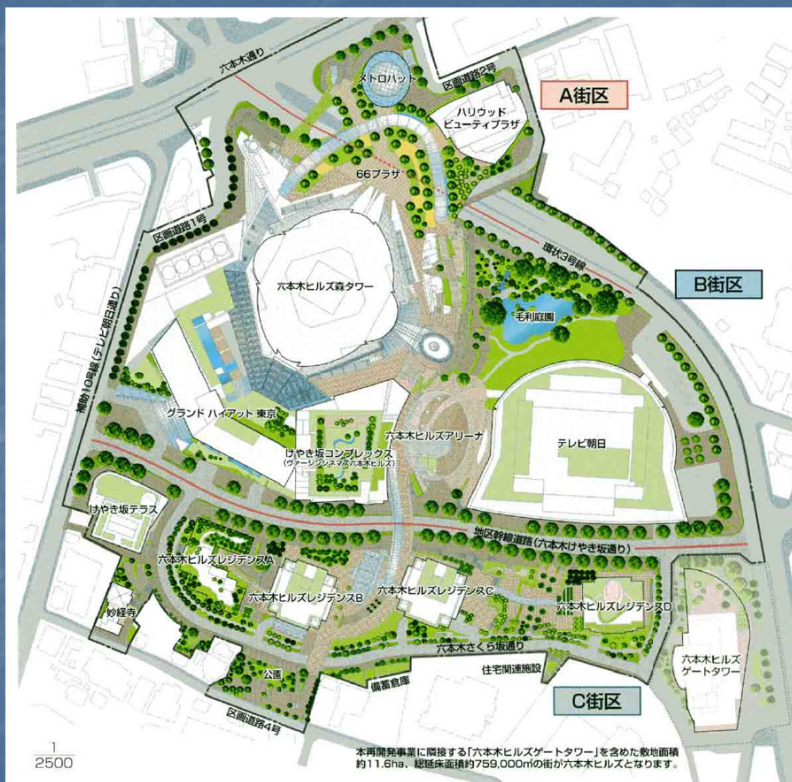 六本木通り
メトロハット
区画道路2号
A街区
ハリウッド
ビューティプラザ
66プラザ
区画道路1号
環状3号線
六本木ヒルズ森タワー
B街区
毛利庭園
補助10号線(テレビ朝日通り)
グランド ハイアット 東京
六本木ヒルズアリーナ
テレビ朝日
けやき坂コンプレックス
(ヴァージンシネマズ六本木ヒルズ)
けやき坂テラス
地区幹線道路(六本木けやき坂通り)
六本木ヒルズレジデンスA
六本木ヒルズレジデンスB
六本木ヒルズレジデンスC
六本木ヒルズレジデンスD
妙経寺
六本木さくら坂通り
六本木ヒルズ
ゲートタワー
公園
備蓄倉庫
住宅関連施設
C街区
区画道路4号
1
2500
本再開発事業に隣接する「六本木ヒルズゲートタワー」を含めた敷地面積
約11.6ha、総延床面積約759,000㎡の街が六本木ヒルズとなります。